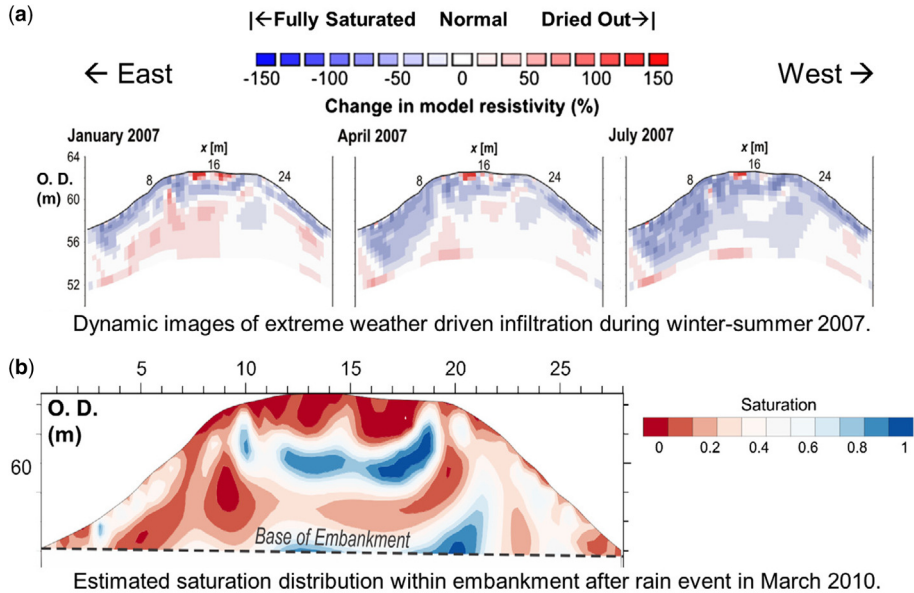 (a)
|←Fully Saturated Normal Dried Out→|
← East
West →
-150 -100 -50 0 50 100 150
Change in model resistivity (%)
January 2007
April 2007
July 2007
x [m]
x [m]
x [m]
64
O. D.
(m)
60
56
52
8 16 24
8 16 24
8 16 24
Dynamic images of extreme weather driven infiltration during winter-summer 2007.
(b)
5 10 15 20 25
O. D.
(m)
60
Base of Embankment
Saturation
0 0.2 0.4 0.6 0.8 1
Estimated saturation distribution within embankment after rain event in March 2010.